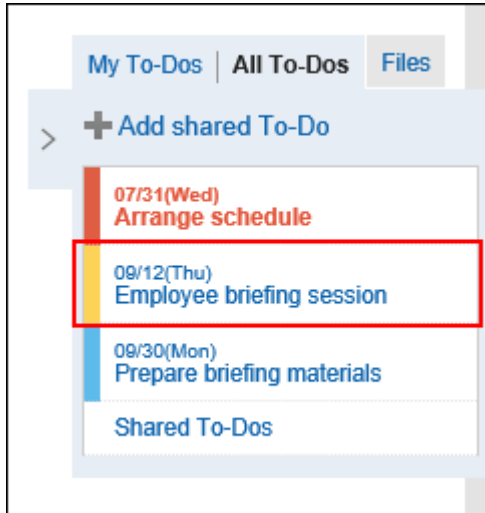 My To-Dos | All To-Dos Files
Add shared To-Do
07/31(Wed)
Arrange schedule
09/12(Thu)
Employee briefing session
09/30(Mon)
Prepare briefing materials
Shared To-Dos